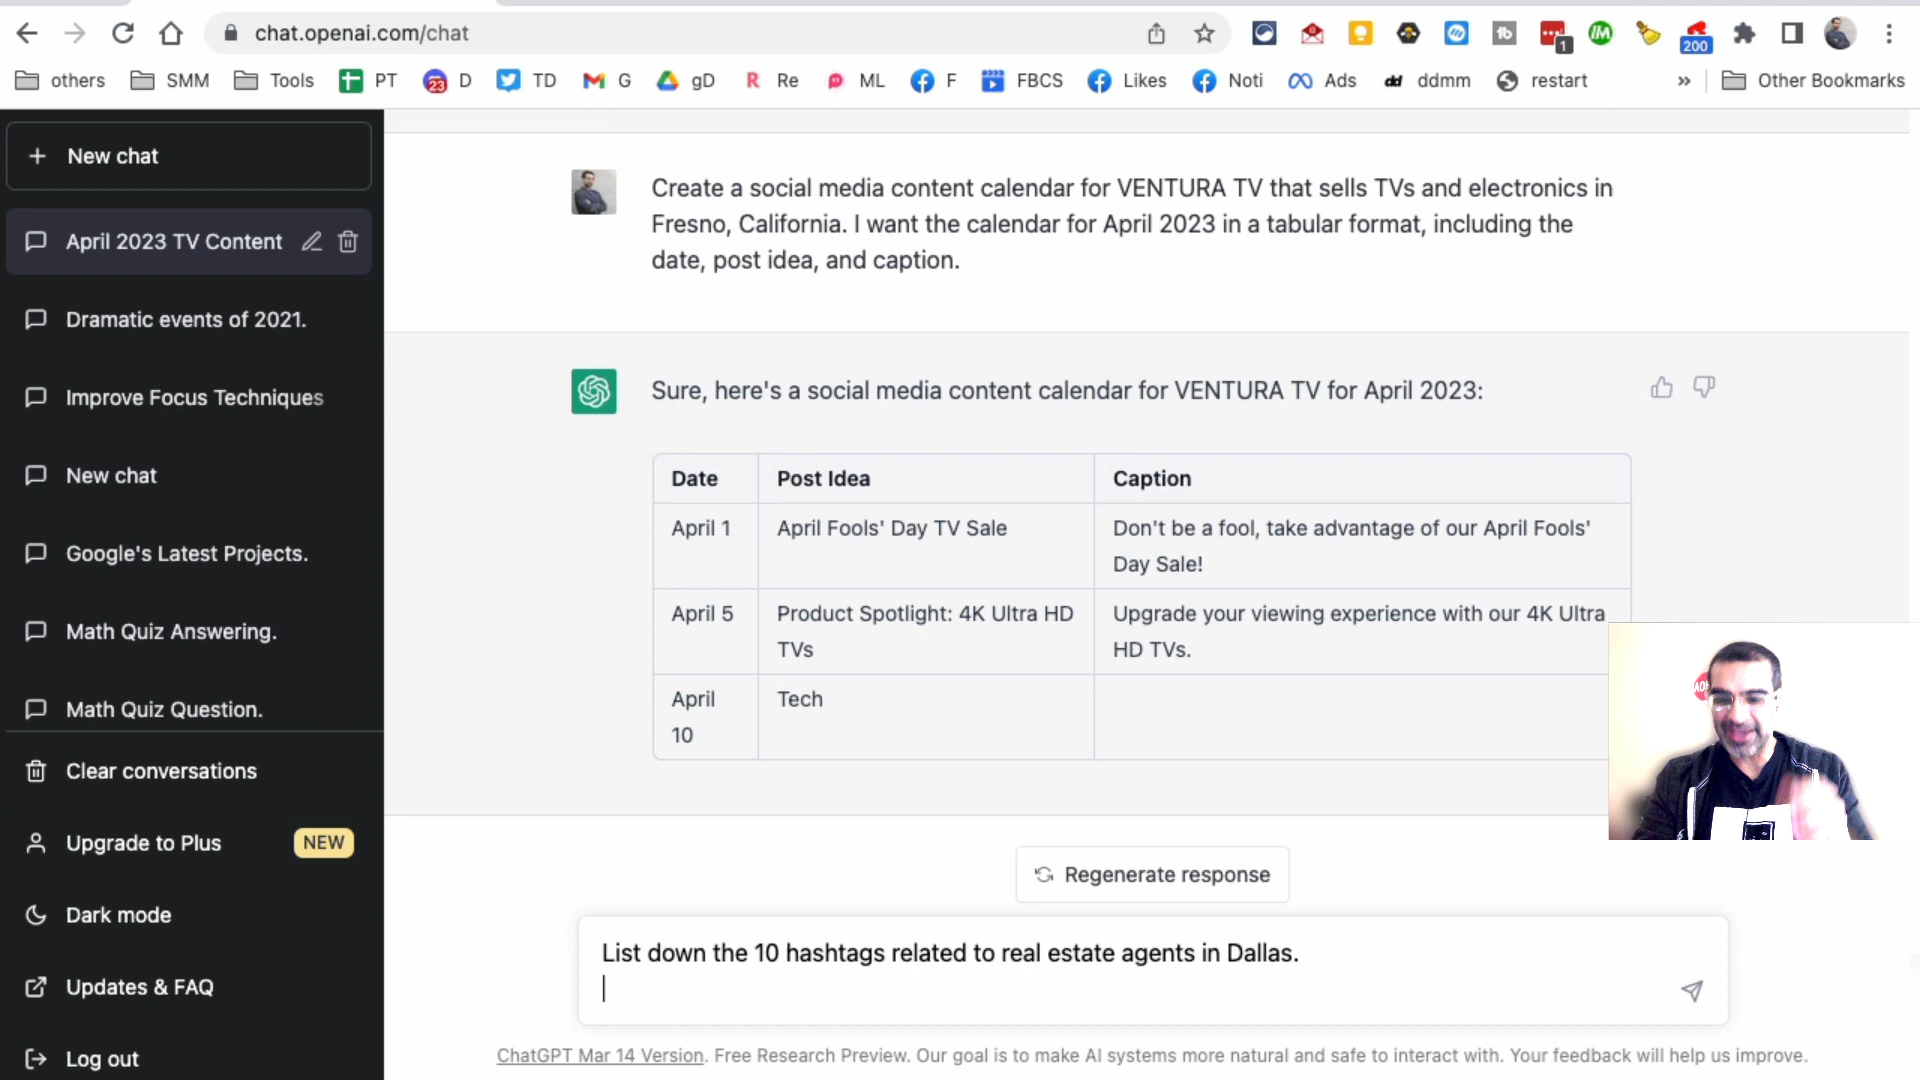 chat.openai.com/chat
1
200
others
SMM
Tools
PT
23
D
TD
G
gD
Re
ML
F
FBCS
Likes
Noti
Ads
dd
ddmm
restart
»
Other Bookmarks
+ New chat
April 2023 TV Content
Dramatic events of 2021.
Improve Focus Techniques
New chat
Google's Latest Projects.
Math Quiz Answering.
Math Quiz Question.
Clear conversations
Upgrade to Plus NEW
Dark mode
Updates & FAQ
Log out
Create a social media content calendar for VENTURA TV that sells TVs and electronics in
Fresno, California. I want the calendar for April 2023 in a tabular format, including the
date, post idea, and caption.
Sure, here's a social media content calendar for VENTURA TV for April 2023:
Date Post Idea Caption
April 1 April Fools' Day TV Sale Don't be a fool, take advantage of our April Fools'
Day Sale!
April 5 Product Spotlight: 4K Ultra HD Upgrade your viewing experience with our 4K Ultra
TVs HD TVs.
April Tech
10
Regenerate response
List down the 10 hashtags related to real estate agents in Dallas.
ChatGPT Mar 14 Version. Free Research Preview. Our goal is to make AI systems more natural and safe to interact with. Your feedback will help us improve.